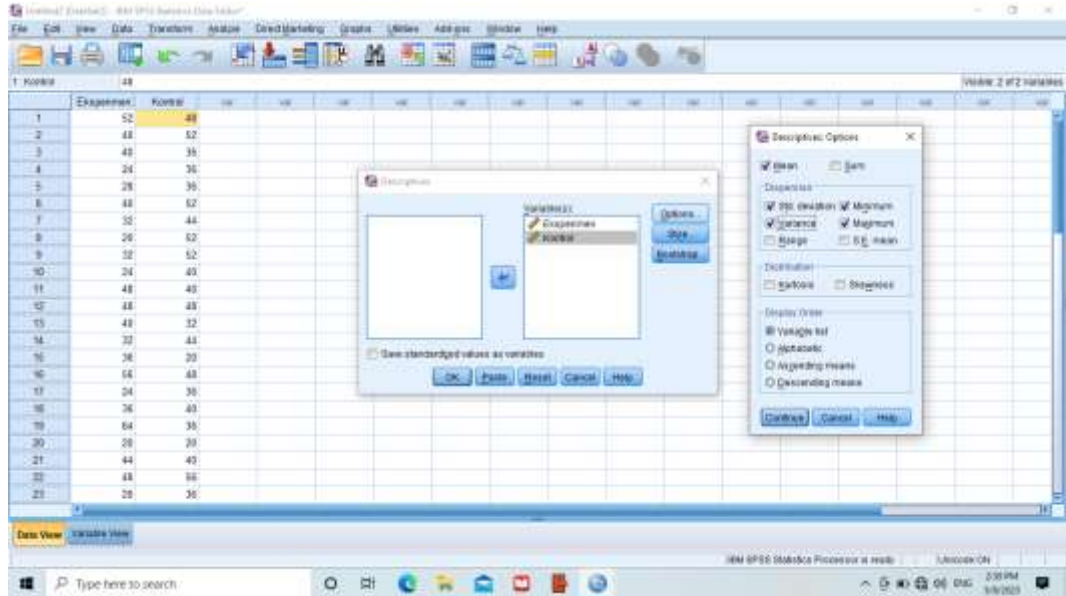 File Edit View Data Transform Analyze Direct Marketing Graphs Utilities Add-ons Window Help
1 : Kontrol 48
Visible: 2 of 2 Variables
Eksperimen Kontrol
1 52 48
2 48 52
3 40 36
4 24 36
5 28 36
6 48 52
7 32 44
8 52
9 32 52
10 24 40
11 48 40
12 48 48
13 40 32
14 32 44
15 36 20
16 56 48
17 24 36
18 36 40
19 64 36
20 20
21 44 40
22 48 56
23 28 36
Descriptives
Variable(s):
Eksperimen
Kontrol
Options...
Style...
Bootstrap...
Save standardized values as variables
OK Paste Reset Cancel Help
Descriptives: Options
Mean Sum
Dispersion
Std. deviation Minimum
Variance Maximum
Range S.E. mean
Distribution
Kurtosis Skewness
Display Order
Variable list
Alphabetic
Ascending means
Descending means
Continue Cancel Help
Data View Variable View
IBM SPSS Statistics Processor is ready Unicode:ON
Type here to search
ENG 2:38 PM